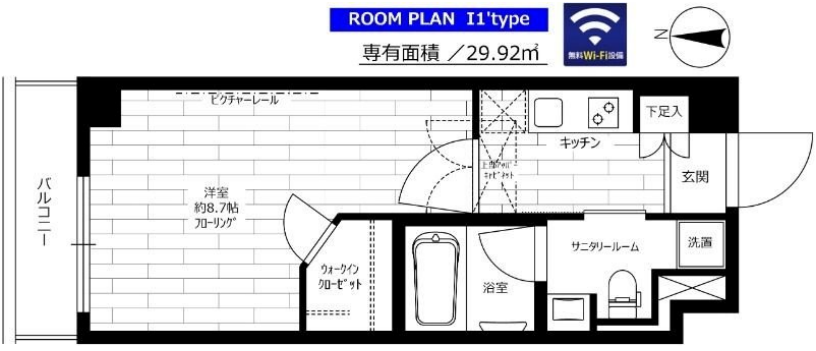 ROOM PLAN I1'type
専有面積 ／29.92㎡
無料Wi-Fi設備
N
ピクチャーレール
下足入
キッチン
玄関
バルコニー
洋室
約8.7帖
フローリング
サニタリールーム
洗置
ウォークイン
クローゼット
浴室